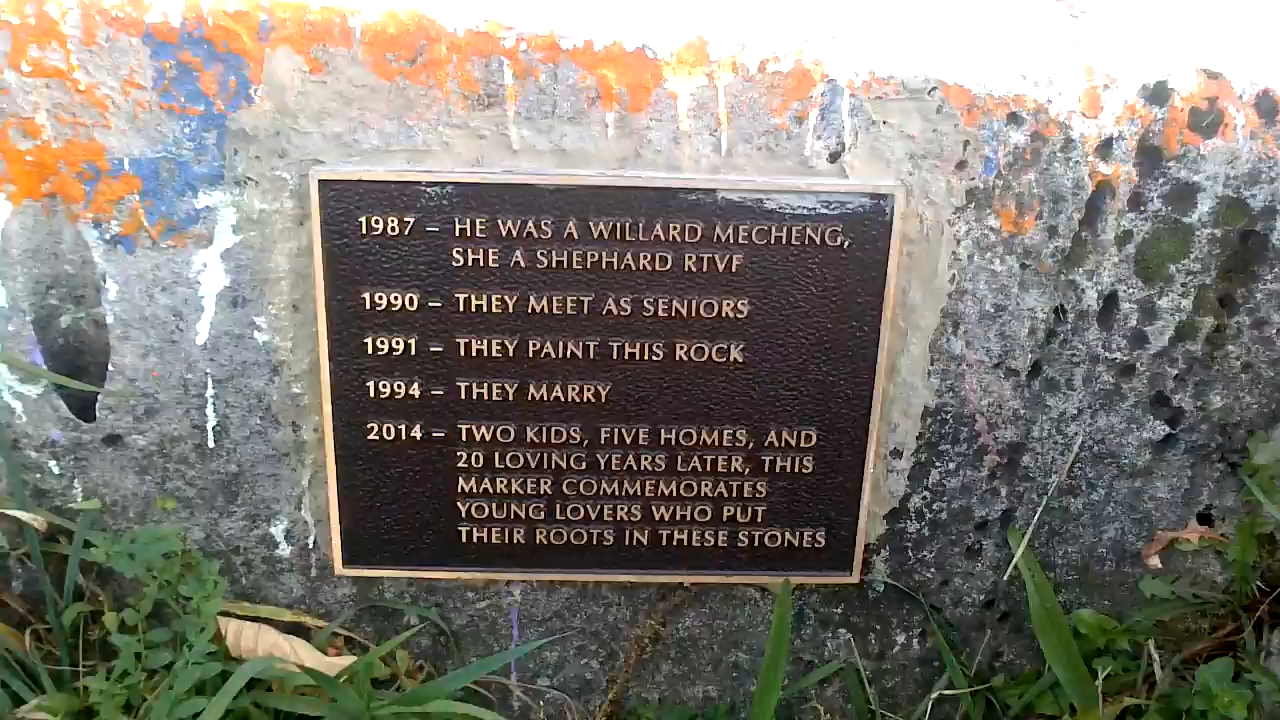 1987 – HE WAS A WILLARD MECHENG,
SHE A SHEPHARD RTVF
1990 – THEY MEET AS SENIORS
1991 – THEY PAINT THIS ROCK
1994 – THEY MARRY
2014 – TWO KIDS, FIVE HOMES, AND
20 LOVING YEARS LATER, THIS
MARKER COMMEMORATES
YOUNG LOVERS WHO PUT
THEIR ROOTS IN THESE STONES